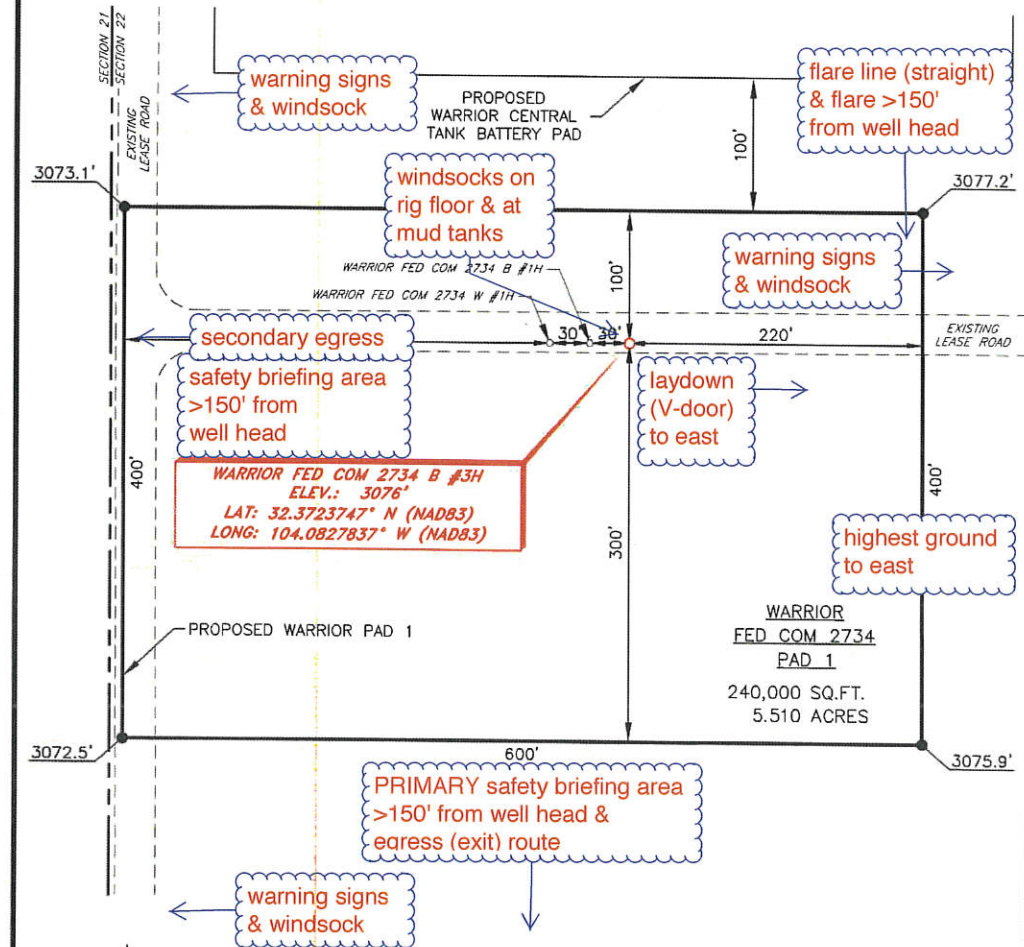 SECTION 21
SECTION 22
EXISTING
LEASE ROAD
warning signs
& windsock
PROPOSED
WARRIOR CENTRAL
TANK BATTERY PAD
100'
flare line (straight)
& flare >150'
from well head
3073.1'
3077.2'
windsocks on
rig floor & at
mud tanks
warning signs
& windsock
100'
WARRIOR FED COM 2734 B #1H
WARRIOR FED COM 2734 W #1H
secondary egress
30'
30'
220'
EXISTING
LEASE ROAD
safety briefing area
>150' from
well head
laydown
(V-door)
to east
WARRIOR FED COM 2734 B #3H
ELEV.: 3076'
LAT: 32.3723747° N (NAD83)
LONG: 104.0827837° W (NAD83)
400'
300'
400'
highest ground
to east
PROPOSED WARRIOR PAD 1
WARRIOR
FED COM 2734
PAD 1
240,000 SQ.FT.
5.510 ACRES
3072.5'
600'
3075.9'
PRIMARY safety briefing area
>150' from well head &
egress (exit) route
warning signs
& windsock